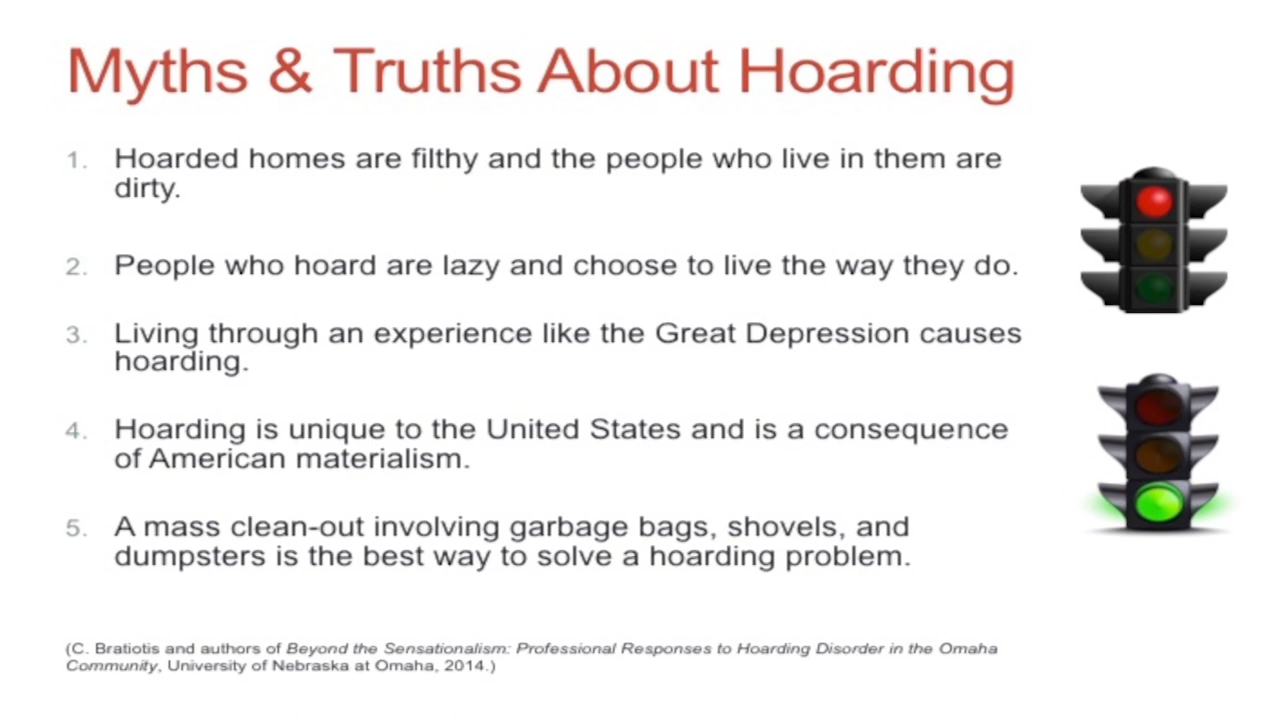 Myths & Truths About Hoarding
1. Hoarded homes are filthy and the people who live in them are
dirty.
2. People who hoard are lazy and choose to live the way they do.
3. Living through an experience like the Great Depression causes
hoarding.
4. Hoarding is unique to the United States and is a consequence
of American materialism.
5. A mass clean-out involving garbage bags, shovels, and
dumpsters is the best way to solve a hoarding problem.
(C. Bratiotis and authors of Beyond the Sensationalism: Professional Responses to Hoarding Disorder in the Omaha
Community, University of Nebraska at Omaha, 2014.)